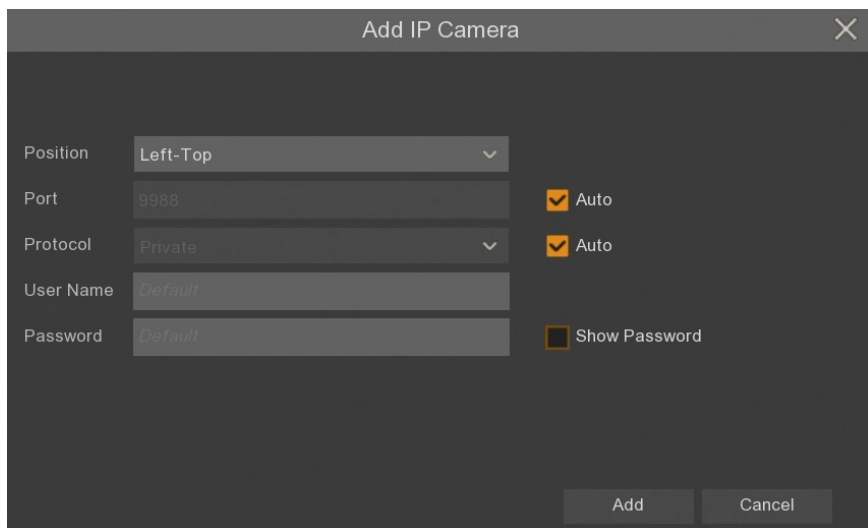 Add IP Camera
Position Left-Top
Port 9988 Auto
Protocol Private Auto
User Name Default
Password Default Show Password
Add Cancel